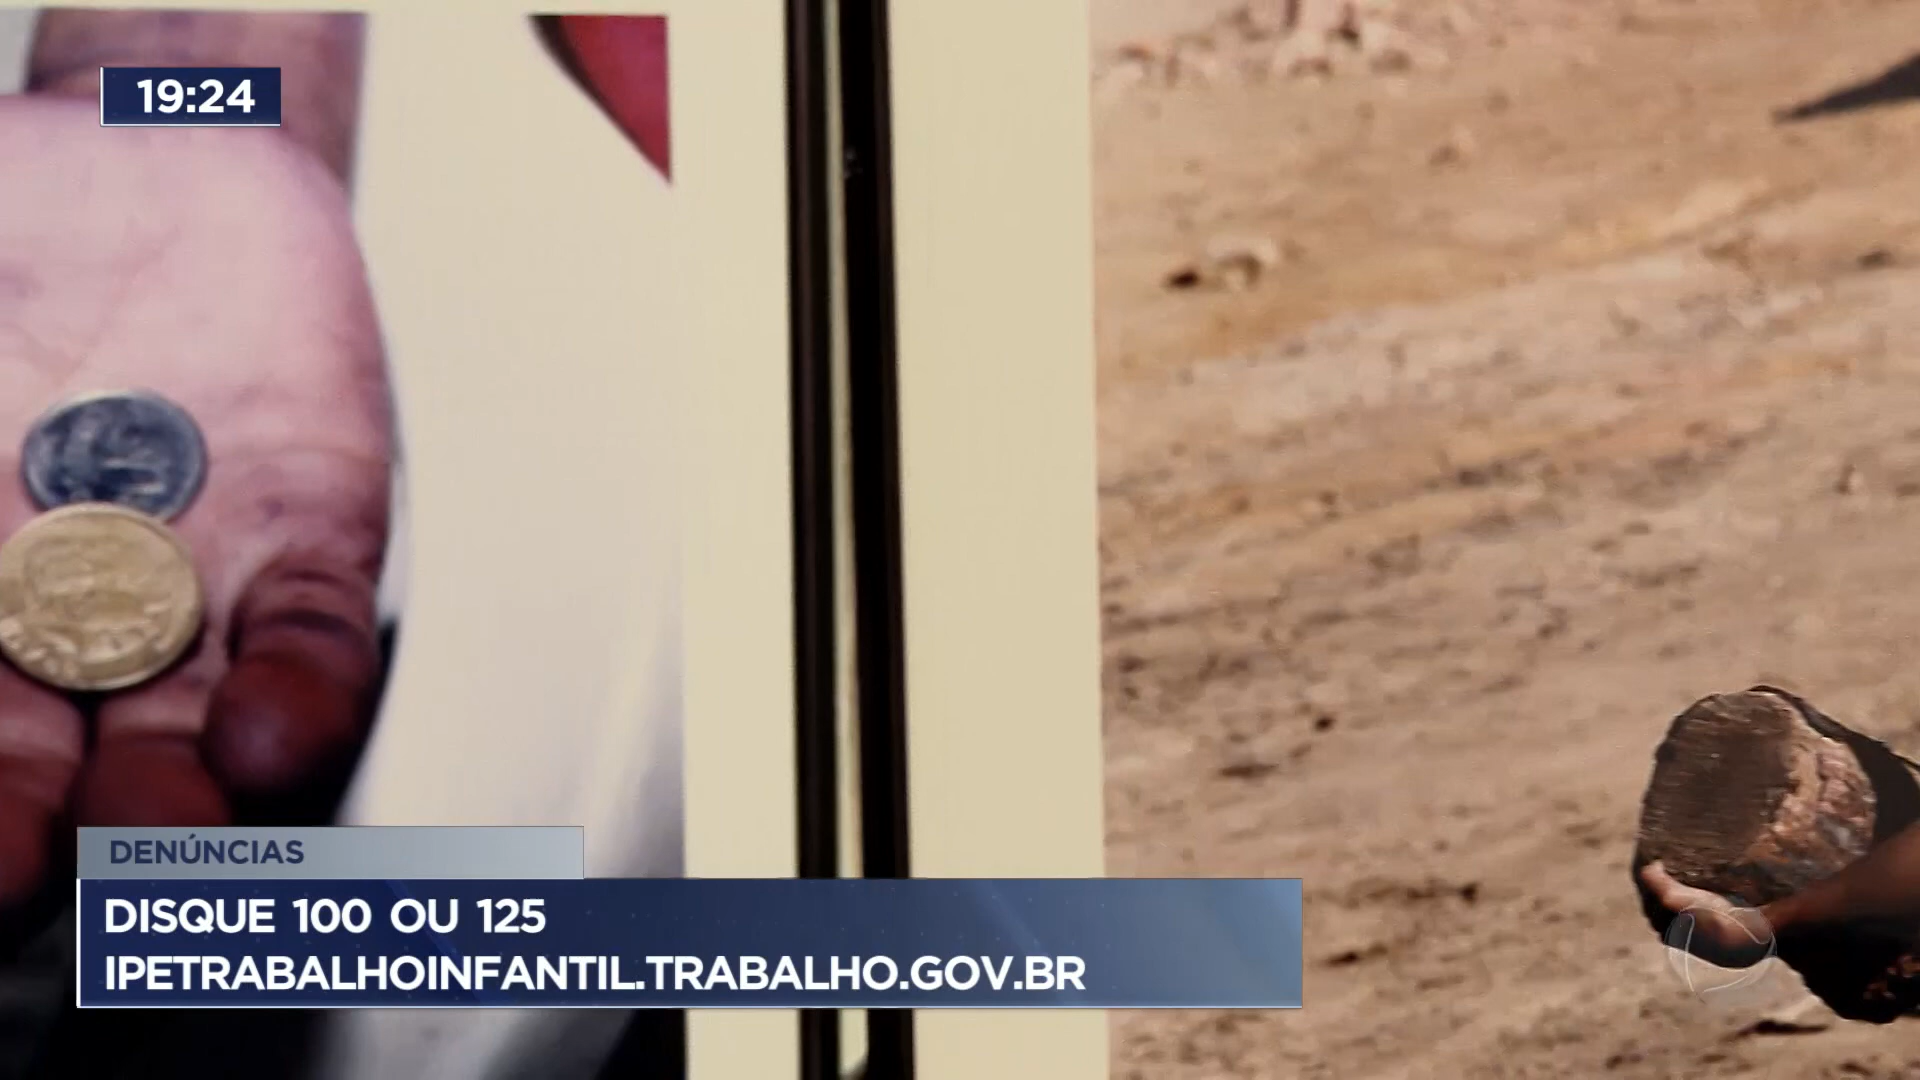 19:24
DENÚNCIAS
DISQUE 100 OU 125
IPETRABALHOINFANTIL.TRABALHO.GOV.BR